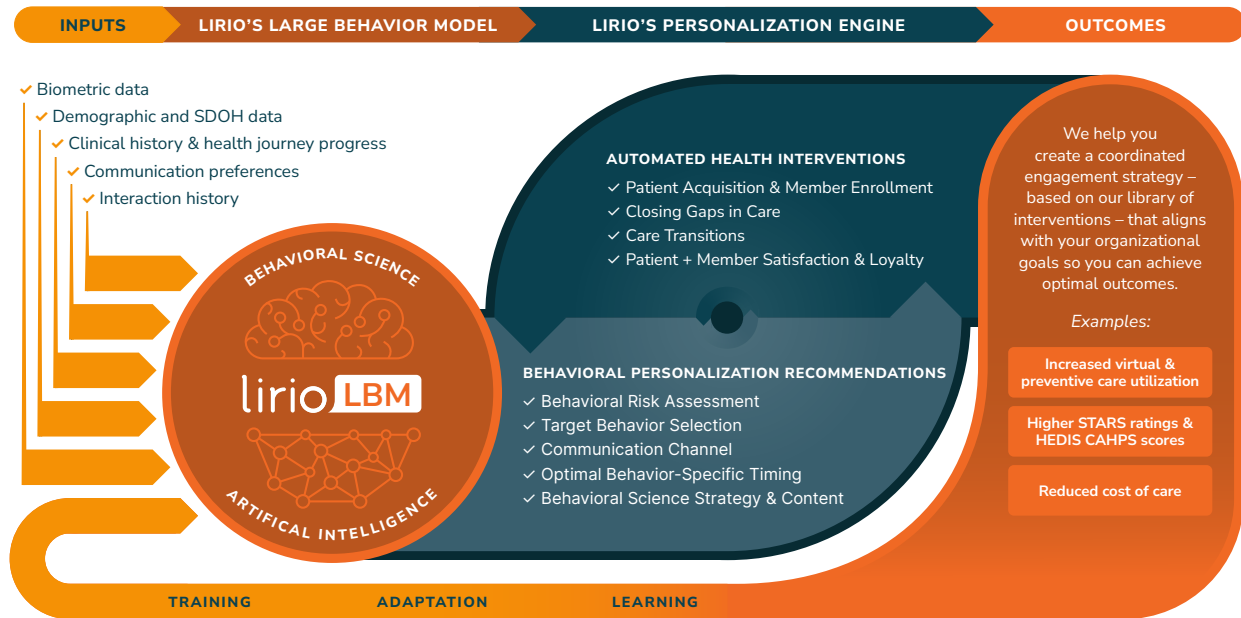 INPUTS
LIRIO'S LARGE BEHAVIOR MODEL
LIRIO'S PERSONALIZATION ENGINE
OUTCOMES
Biometric data
Demographic and SDOH data
Clinical history & health journey progress
Communication preferences
Interaction history
BEHAVIORAL SCIENCE
lirio LBM
ARTIFICAL INTELLIGENCE
AUTOMATED HEALTH INTERVENTIONS
Patient Acquisition & Member Enrollment
Closing Gaps in Care
Care Transitions
Patient + Member Satisfaction & Loyalty
BEHAVIORAL PERSONALIZATION RECOMMENDATIONS
Behavioral Risk Assessment
Target Behavior Selection
Communication Channel
Optimal Behavior-Specific Timing
Behavioral Science Strategy & Content
We help you
create a coordinated
engagement strategy –
based on our library of
interventions – that aligns
with your organizational
goals so you can achieve
optimal outcomes.
Examples:
Increased virtual &
preventive care utilization
Higher STARS ratings &
HEDIS CAHPS scores
Reduced cost of care
TRAINING
ADAPTATION
LEARNING